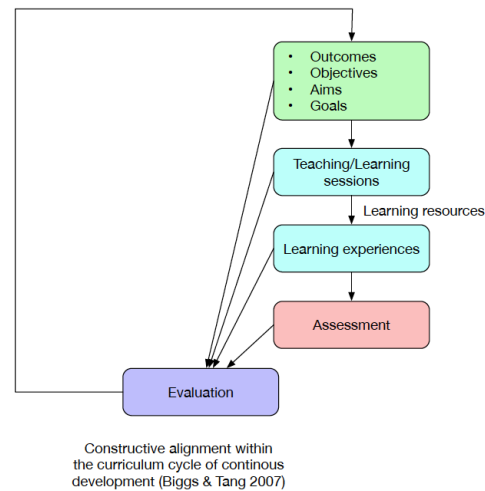 • Outcomes
• Objectives
• Aims
• Goals
Teaching/Learning
sessions
Learning resources
Learning experiences
Assessment
Evaluation
Constructive alignment within
the curriculum cycle of continous
development (Biggs & Tang 2007)